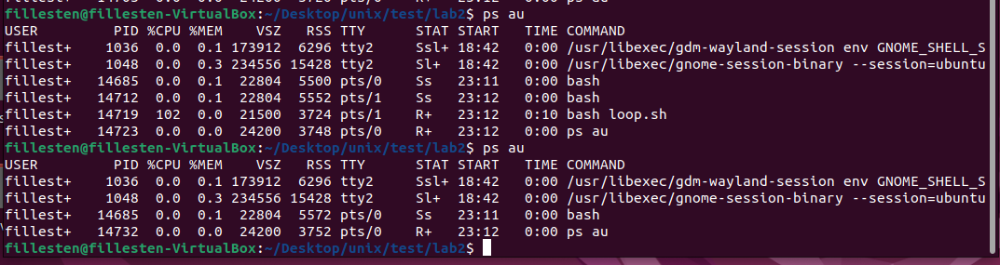 fillesten@fillesten-VirtualBox:~/Desktop/unix/test/lab2$ ps au
USER         PID %CPU %MEM    VSZ   RSS TTY      STAT START   TIME COMMAND
fillest+    1036  0.0  0.1 173912  6296 tty2     Ssl+ 18:42   0:00 /usr/libexec/gdm-wayland-session env GNOME_SHELL_S
fillest+    1048  0.0  0.3 234556 15428 tty2     Sl+  18:42   0:00 /usr/libexec/gnome-session-binary --session=ubuntu
fillest+   14685  0.0  0.1  22804  5500 pts/0    Ss   23:11   0:00 bash
fillest+   14712  0.0  0.1  22804  5552 pts/1    Ss   23:12   0:00 bash
fillest+   14719  102  0.0  21500  3724 pts/1    R+   23:12   0:10 bash loop.sh
fillest+   14723  0.0  0.0  24200  3748 pts/0    R+   23:12   0:00 ps au
fillesten@fillesten-VirtualBox:~/Desktop/unix/test/lab2$ ps au
USER         PID %CPU %MEM    VSZ   RSS TTY      STAT START   TIME COMMAND
fillest+    1036  0.0  0.1 173912  6296 tty2     Ssl+ 18:42   0:00 /usr/libexec/gdm-wayland-session env GNOME_SHELL_S
fillest+    1048  0.0  0.3 234556 15428 tty2     Sl+  18:42   0:00 /usr/libexec/gnome-session-binary --session=ubuntu
fillest+   14685  0.1  0.1  22804  5572 pts/0    Ss   23:11   0:00 bash
fillest+   14732  0.0  0.0  24200  3752 pts/0    R+   23:12   0:00 ps au
fillesten@fillesten-VirtualBox:~/Desktop/unix/test/lab2$